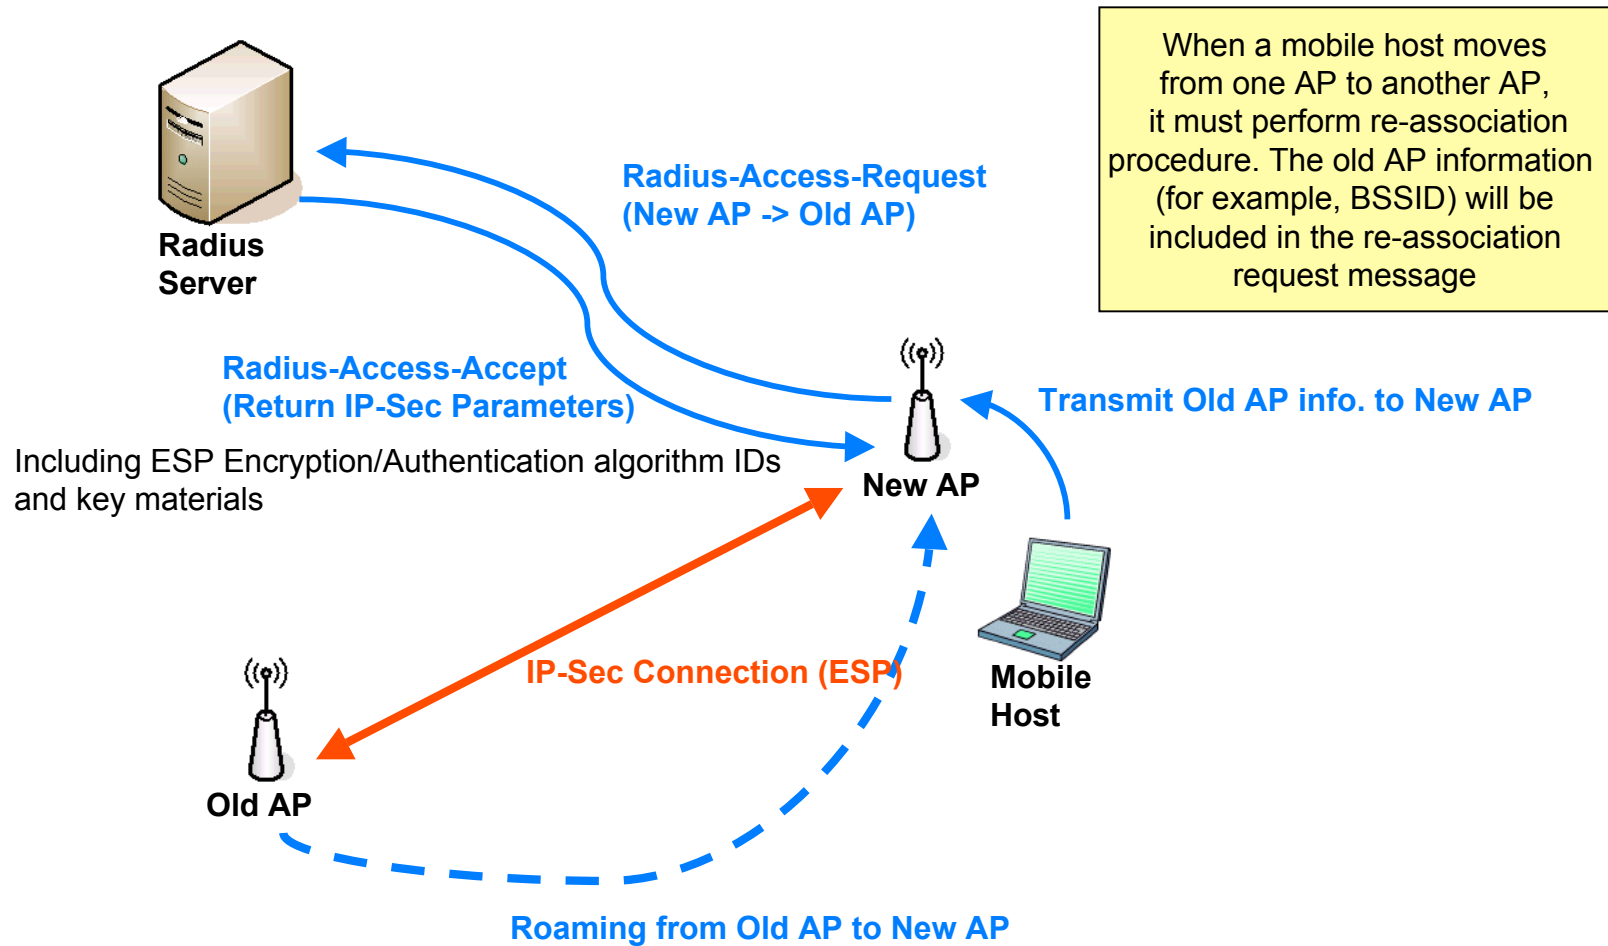 When a mobile host moves
from one AP to another AP,
it must perform re-association
procedure. The old AP information
(for example, BSSID) will be
included in the re-association
request message
Radius-Access-Request
(New AP -> Old AP)
Radius
Server
Radius-Access-Accept
(Return IP-Sec Parameters)
Including ESP Encryption/Authentication algorithm IDs
and key materials
Transmit Old AP info. to New AP
New AP
IP-Sec Connection (ESP)
Mobile
Host
Old AP
Roaming from Old AP to New AP